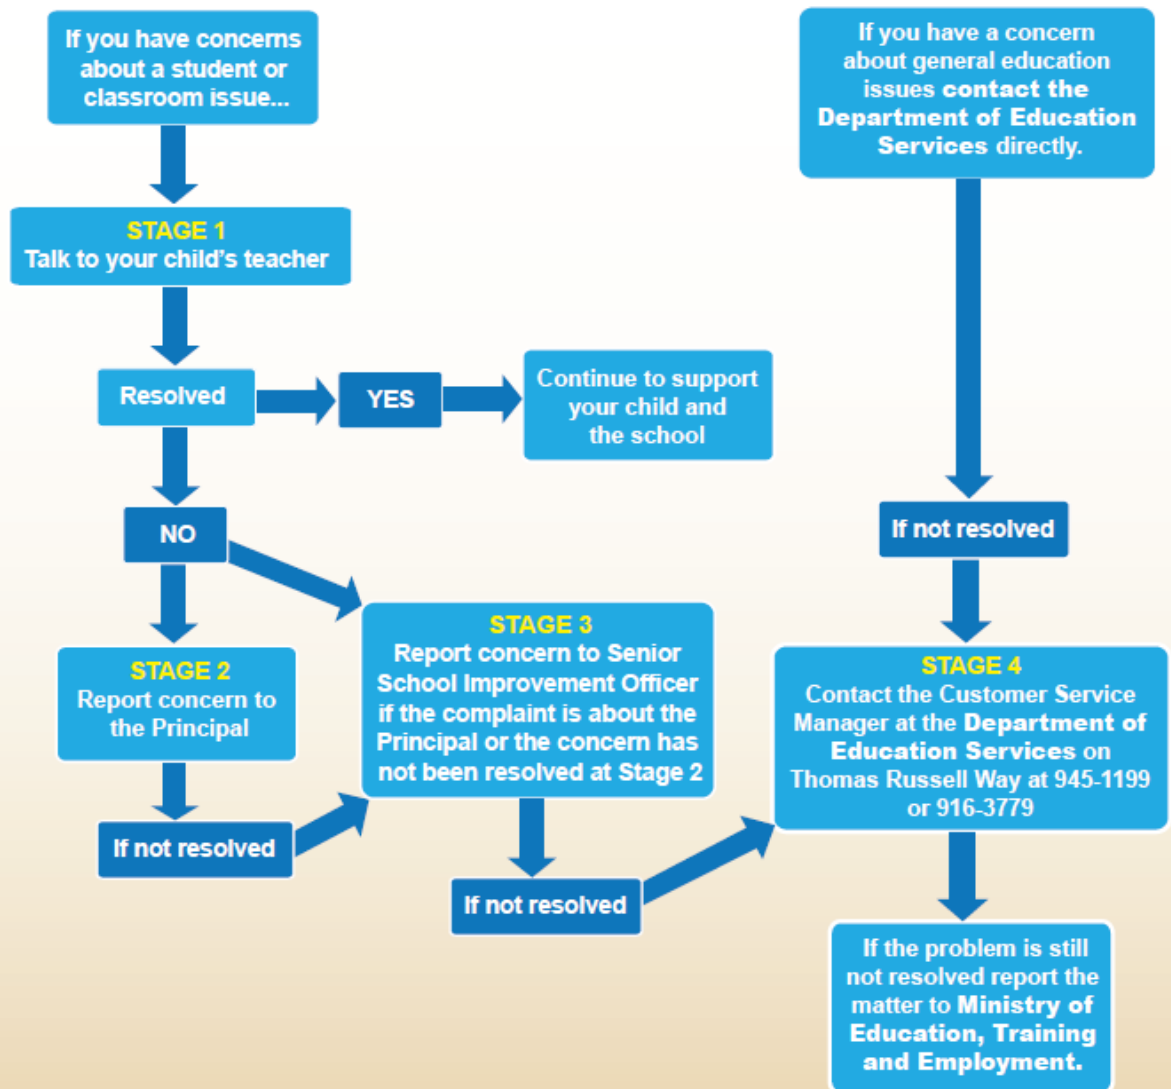 If you have concerns
about a student or
classroom issue...
STAGE 1
Talk to your child's teacher
Resolved
YES
Continue to support
your child and
the school
NO
STAGE 2
Report concern to
the Principal
If not resolved
STAGE 3
Report concern to Senior
School Improvement Officer
if the complaint is about the
Principal or the concern has
not been resolved at Stage 2
If not resolved
If you have a concern
about general education
issues contact the
Department of Education
Services directly.
If not resolved
STAGE 4
Contact the Customer Service
Manager at the Department of
Education Services on
Thomas Russell Way at 945-1199
or 916-3779
If the problem is still
not resolved report the
matter to Ministry of
Education, Training
and Employment.